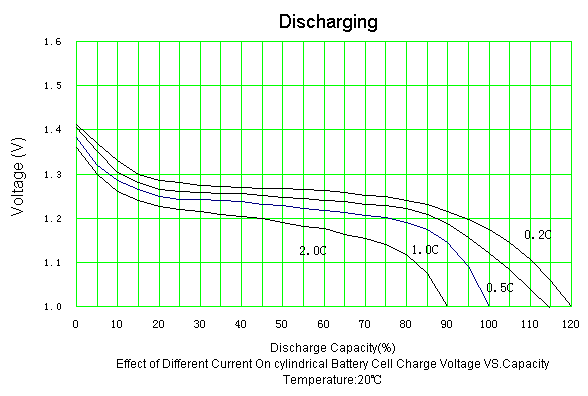 Discharging
Voltage (V)
1.6
1.5
1.4
1.3
1.2
1.1
1.0
0.2C
2.0C
1.0C
0.5C
0 10 20 30 40 50 60 70 80 90 100 110 120
Discharge Capacity(%)
Effect of Different Current On cylindrical Battery Cell Charge Voltage VS.Capacity
Temperature:20℃